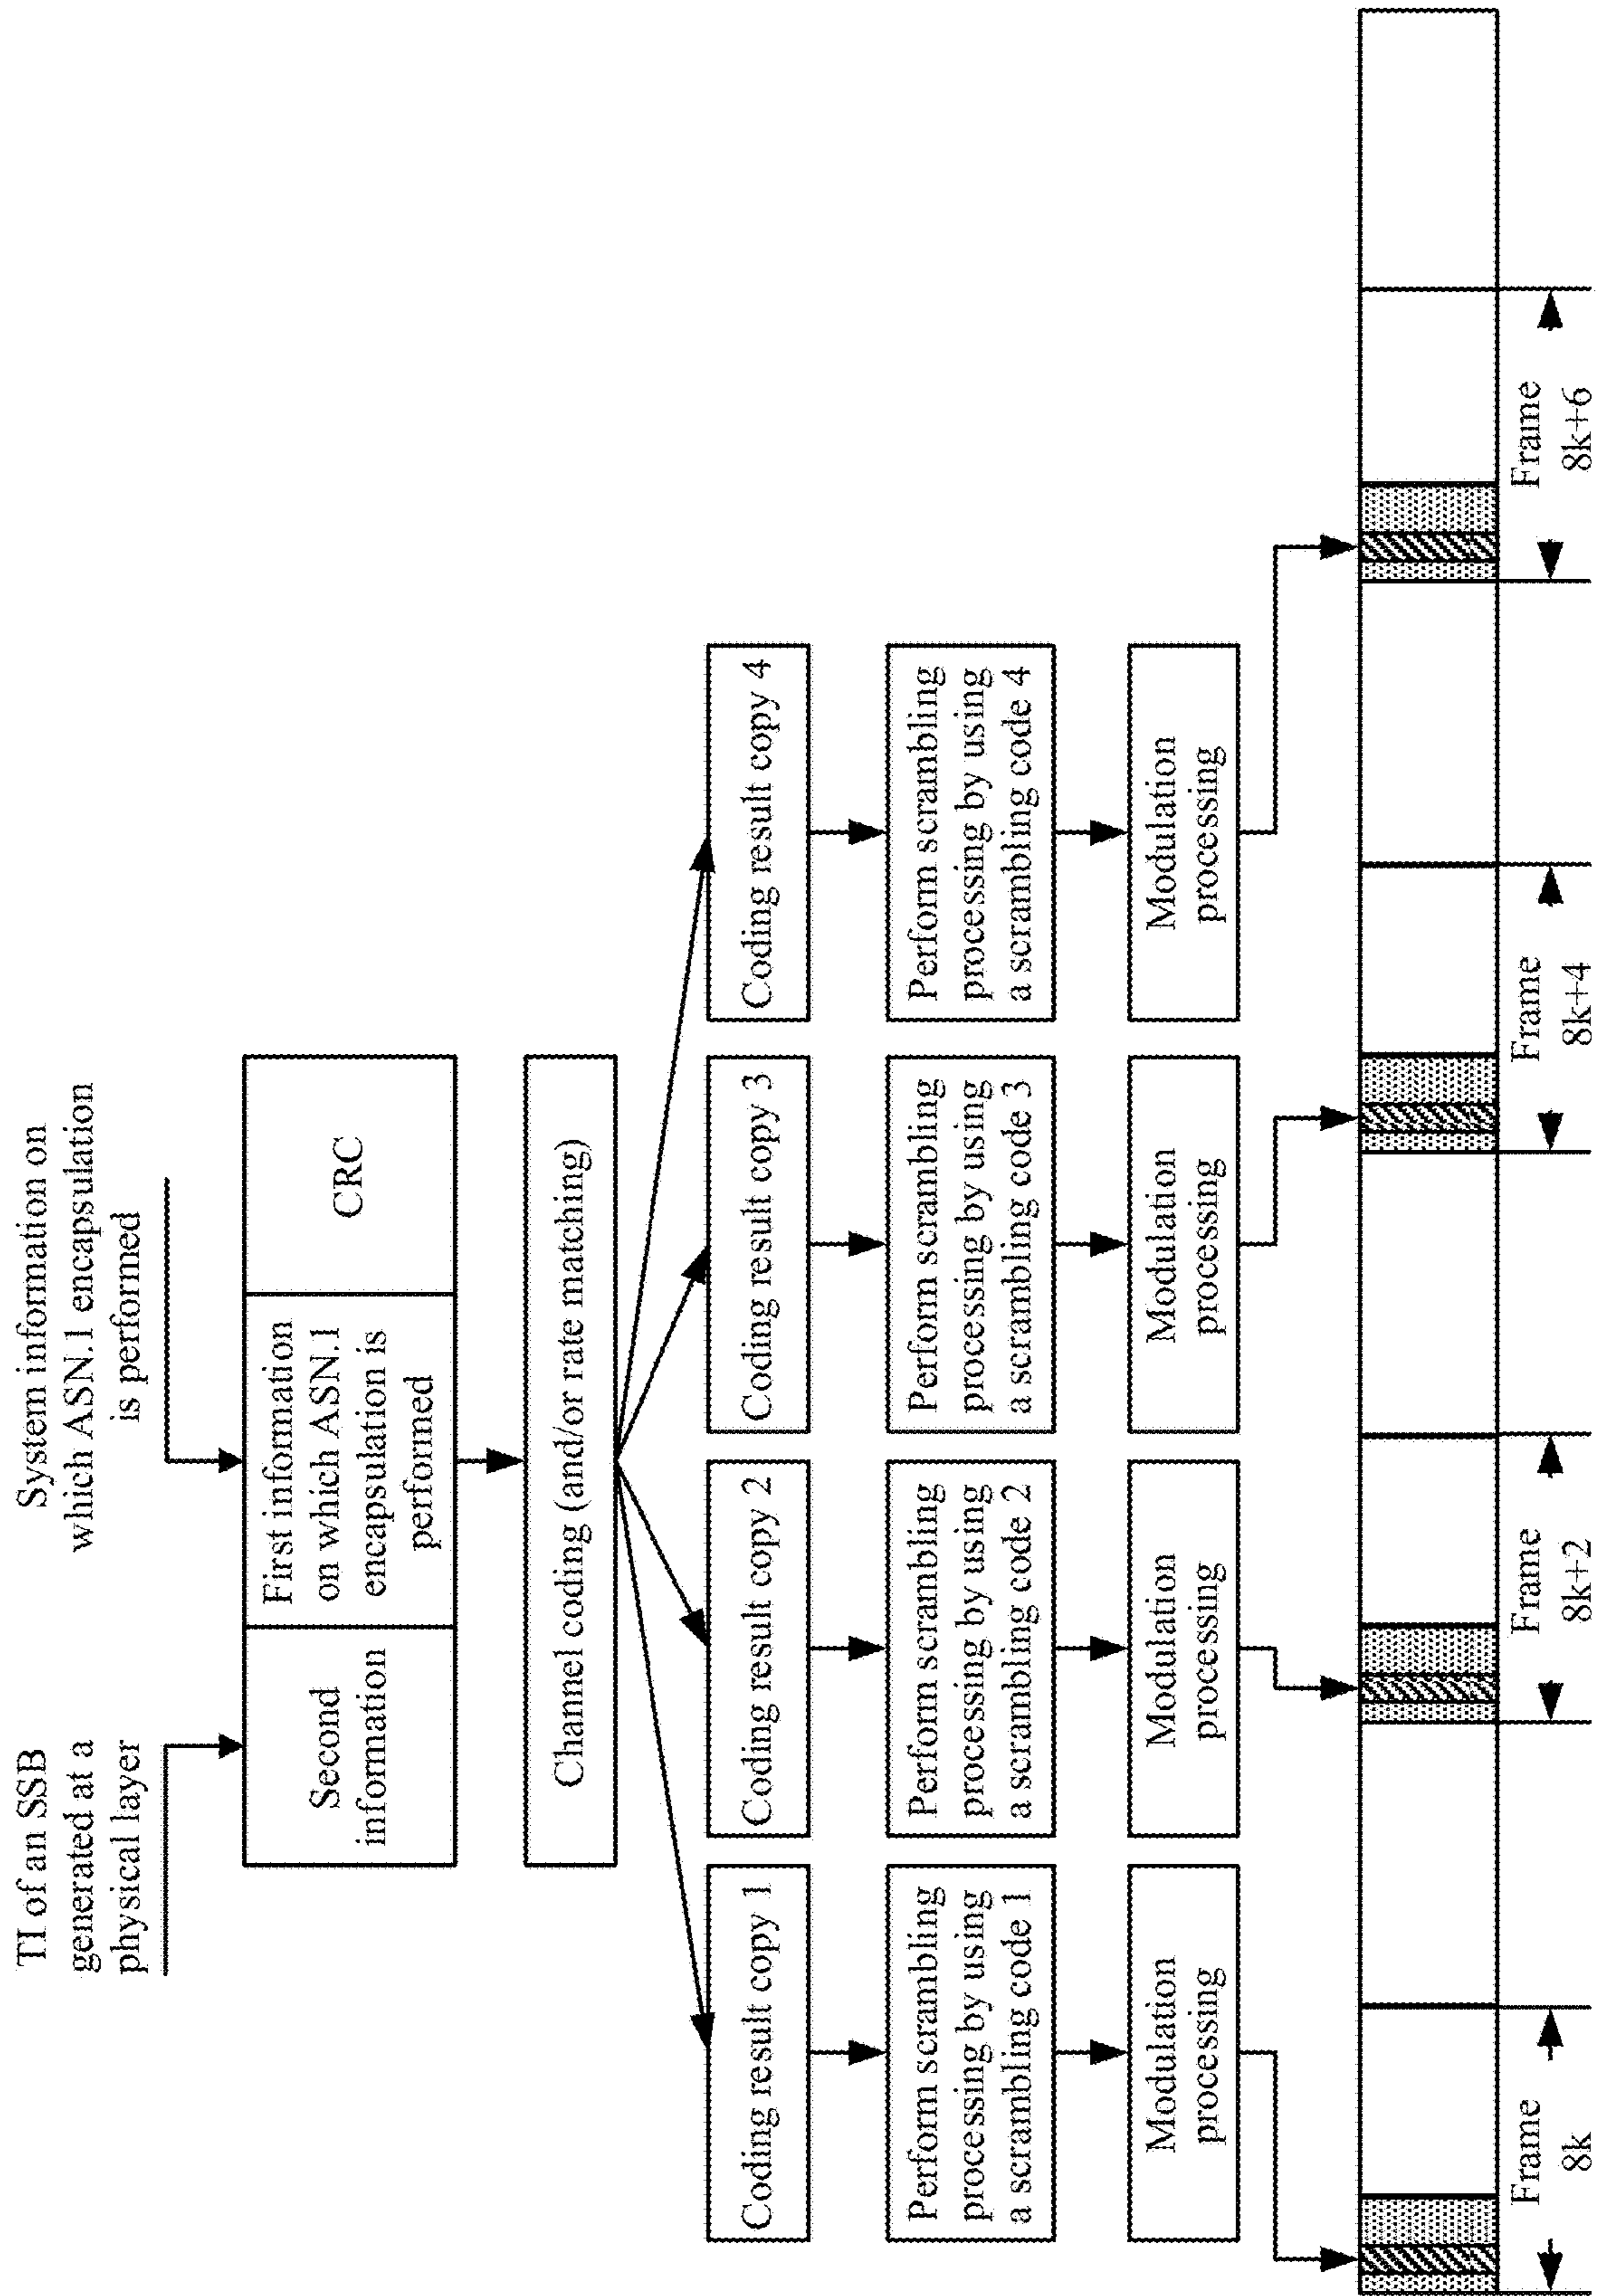 TI of an SSB
generated at a
physical layer
System information on
which ASN.1 encapsulation
is performed
Second
information
First information
on which ASN.1
encapsulation is
performed
CRC
Channel coding (and/or rate matching)
Coding result copy 1
Coding result copy 2
Coding result copy 3
Coding result copy 4
Perform scrambling
processing by using
a scrambling code 1
Perform scrambling
processing by using
a scrambling code 2
Perform scrambling
processing by using
a scrambling code 3
Perform scrambling
processing by using
a scrambling code 4
Modulation
processing
Modulation
processing
Modulation
processing
Modulation
processing
Frame
8k
Frame
8k+2
Frame
8k+4
Frame
8k+6